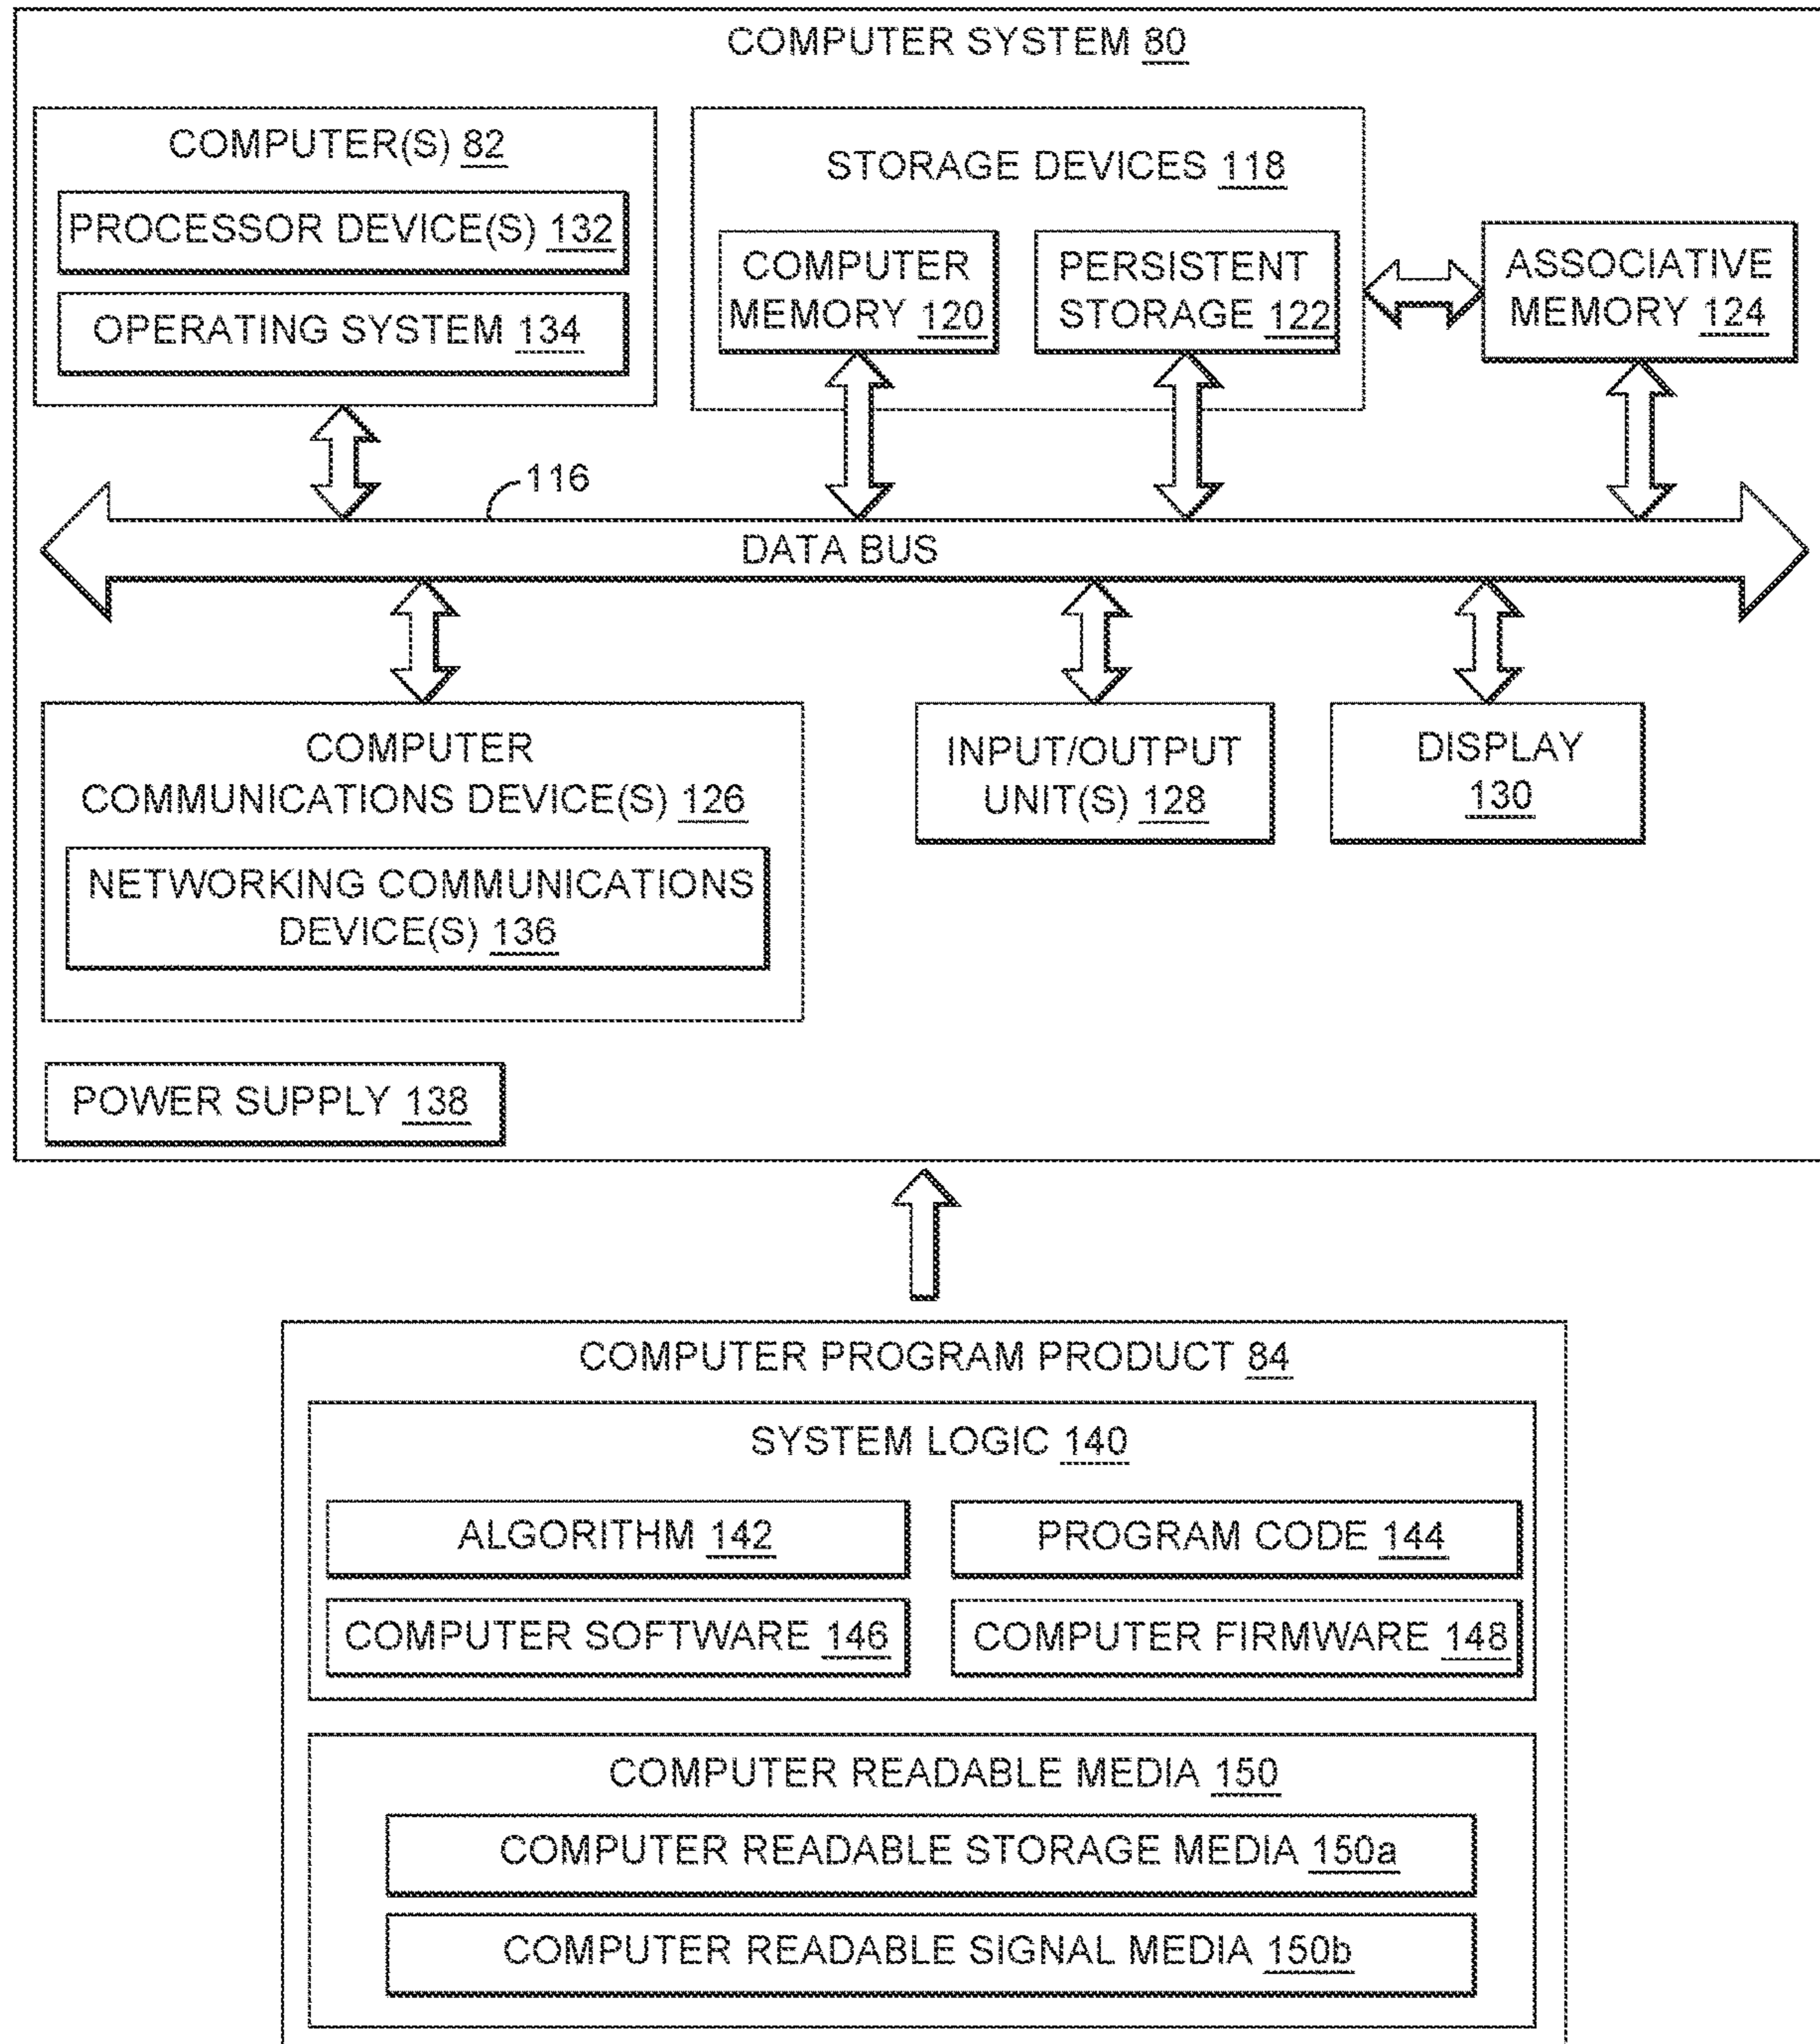 COMPUTER SYSTEM 80
COMPUTER(S) 82
PROCESSOR DEVICE(S) 132
OPERATING SYSTEM 134
STORAGE DEVICES 118
COMPUTER
MEMORY 120
PERSISTENT
STORAGE 122
ASSOCIATIVE
MEMORY 124
116
DATA BUS
COMPUTER
COMMUNICATIONS DEVICE(S) 126
NETWORKING COMMUNICATIONS
DEVICE(S) 136
INPUT/OUTPUT
UNIT(S) 128
DISPLAY
130
POWER SUPPLY 138
COMPUTER PROGRAM PRODUCT 84
SYSTEM LOGIC 140
ALGORITHM 142
PROGRAM CODE 144
COMPUTER SOFTWARE 146
COMPUTER FIRMWARE 148
COMPUTER READABLE MEDIA 150
COMPUTER READABLE STORAGE MEDIA 150a
COMPUTER READABLE SIGNAL MEDIA 150b